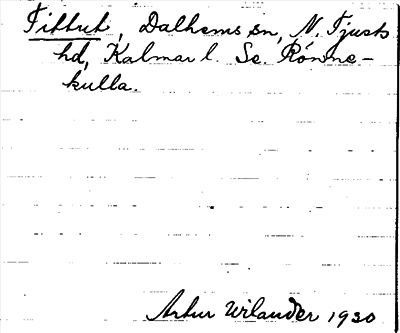 Tittut, Dalhems sn, N. Tjusts
hd, Kalmar l. Se. Rönne-
kulla.
Artur Wilander 1930